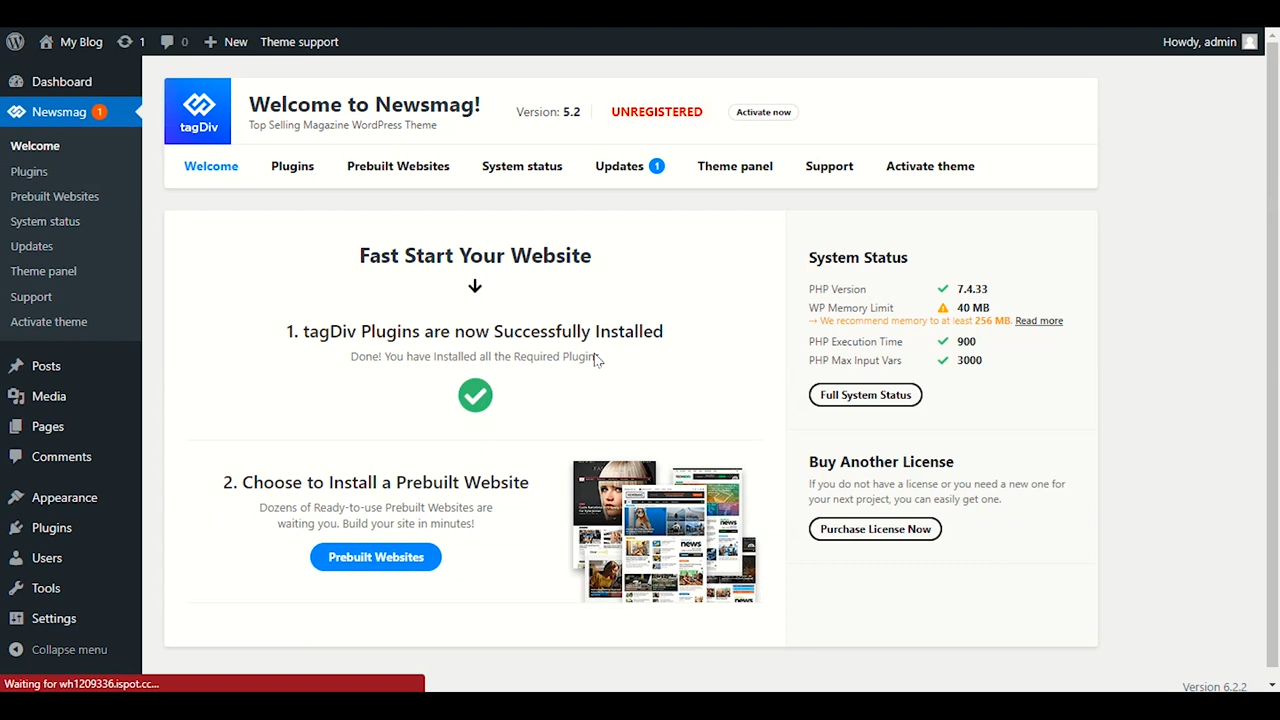 My Blog 1 0 New Theme support Howdy, admin
Dashboard
Newsmag 1
Welcome
Plugins
Prebuilt Websites
System status
Updates
Theme panel
Support
Activate theme
Posts
Media
Pages
Comments
Appearance
Plugins
Users
Tools
Settings
Collapse menu
tagDiv
Welcome to Newsmag!
Top Selling Magazine WordPress Theme
Version: 5.2 UNREGISTERED Activate now
Welcome Plugins Prebuilt Websites System status Updates 1 Theme panel Support Activate theme
Fast Start Your Website
1. tagDiv Plugins are now Successfully Installed
Done! You have Installed all the Required Plugin
2. Choose to Install a Prebuilt Website
Dozens of Ready-to-use Prebuilt Websites are
waiting you. Build your site in minutes!
Prebuilt Websites
news
news
news
System Status
PHP Version 7.4.33
WP Memory Limit 40 MB
→ We recommend memory to at least 256 MB. Read more
PHP Execution Time 900
PHP Max Input Vars 3000
Full System Status
Buy Another License
If you do not have a license or you need a new one for
your next project, you can easily get one.
Purchase License Now
Waiting for wh1209336.ispot.cc...
Version 6.2.2